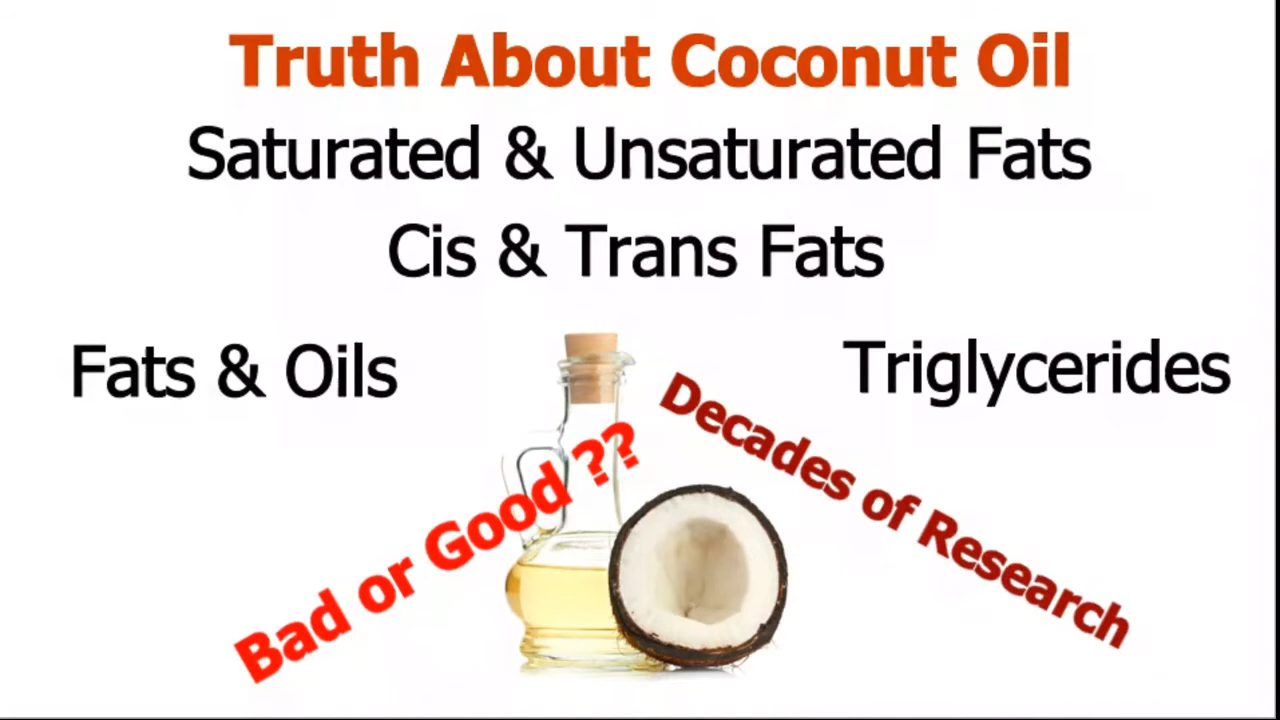 Truth About Coconut Oil
Saturated & Unsaturated Fats
Cis & Trans Fats
Fats & Oils
Triglycerides
Bad or Good ??
Decades of Research